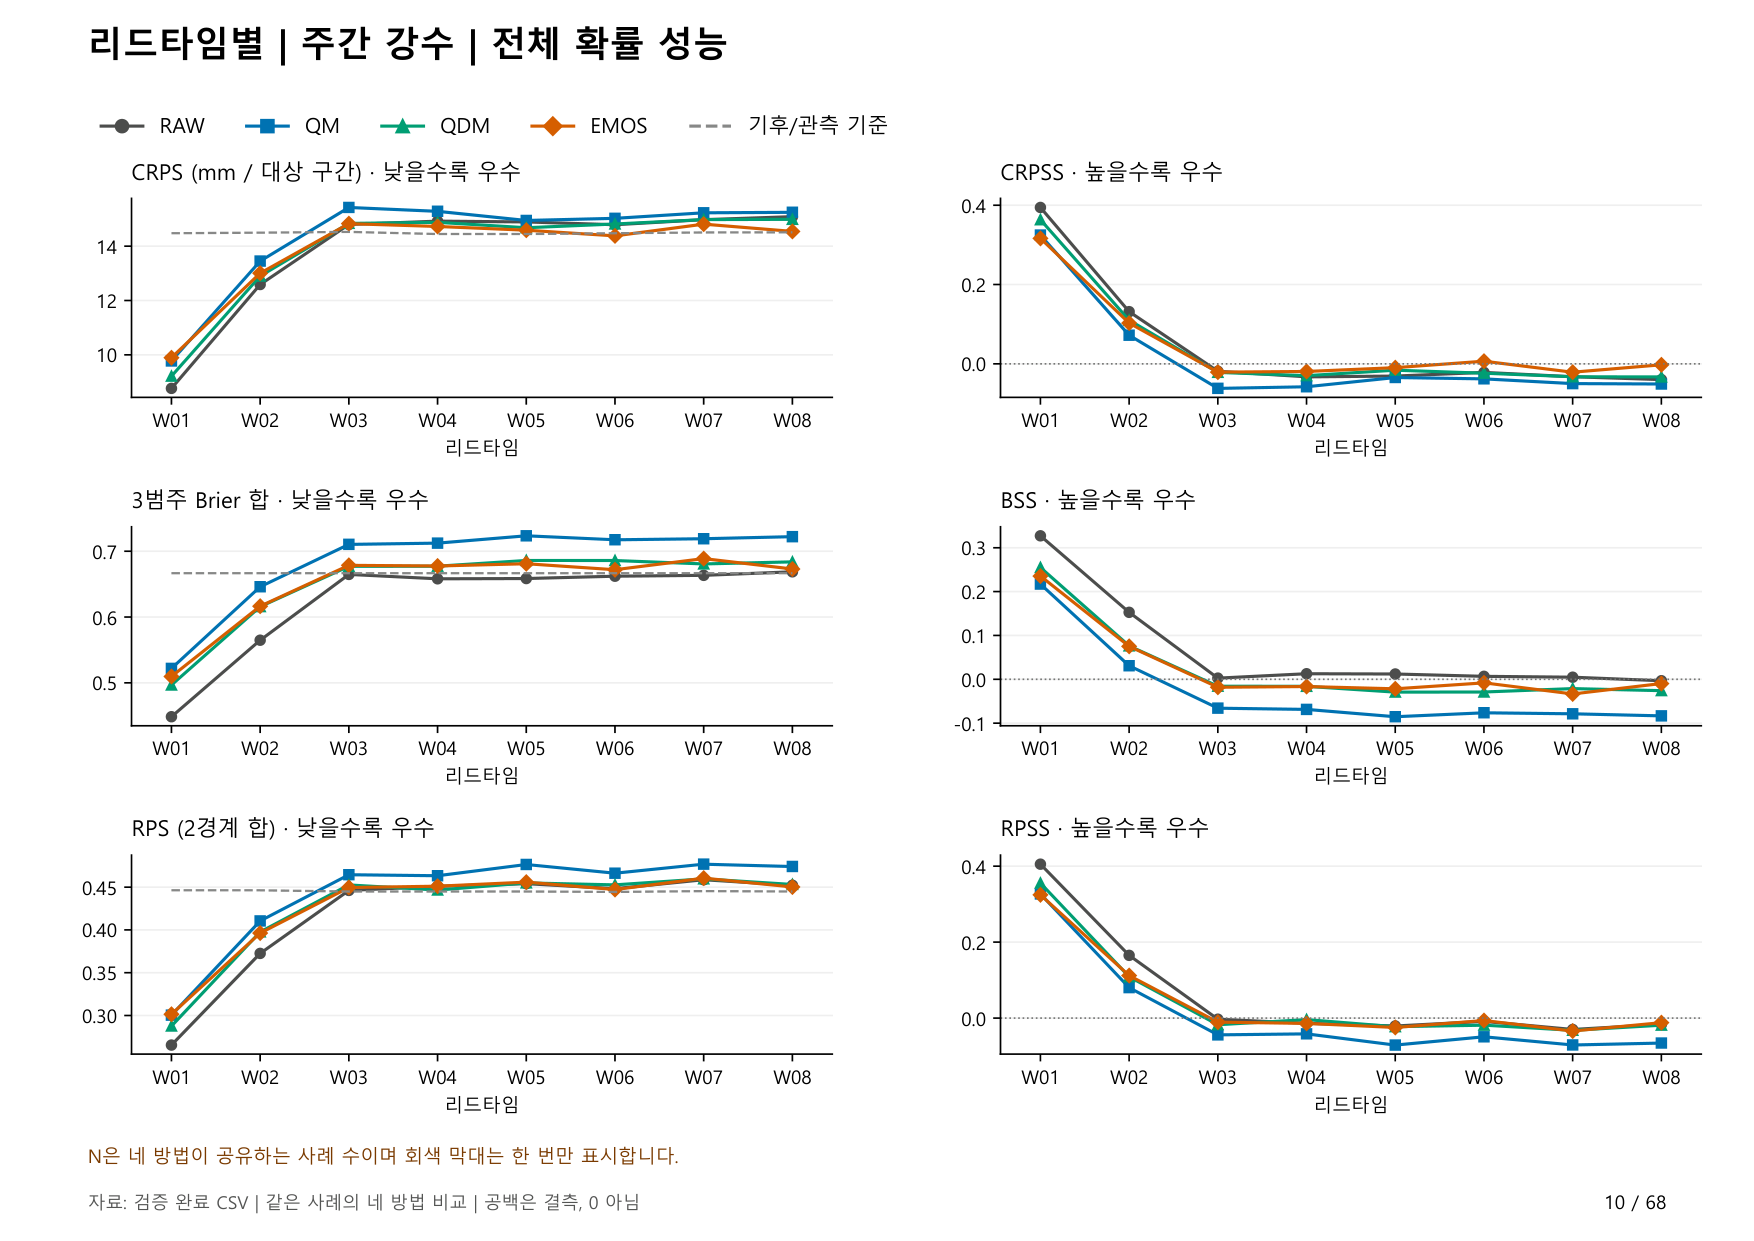 리드타임별 | 주간 강수 | 전체 확률 성능
RAW QM QDM EMOS 기후/관측 기준
CRPS (mm / 대상 구간) · 낮을수록 우수
14
12
10
W01 W02 W03 W04 W05 W06 W07 W08
리드타임
CRPSS · 높을수록 우수
0.4
0.2
0.0
W01 W02 W03 W04 W05 W06 W07 W08
리드타임
3범주 Brier 합 · 낮을수록 우수
0.7
0.6
0.5
W01 W02 W03 W04 W05 W06 W07 W08
리드타임
BSS · 높을수록 우수
0.3
0.2
0.1
0.0
-0.1
W01 W02 W03 W04 W05 W06 W07 W08
리드타임
RPS (2경계 합) · 낮을수록 우수
0.45
0.40
0.35
0.30
W01 W02 W03 W04 W05 W06 W07 W08
리드타임
RPSS · 높을수록 우수
0.4
0.2
0.0
W01 W02 W03 W04 W05 W06 W07 W08
리드타임
N은 네 방법이 공유하는 사례 수이며 회색 막대는 한 번만 표시합니다.
자료: 검증 완료 CSV | 같은 사례의 네 방법 비교 | 공백은 결측, 0 아님
10 / 68